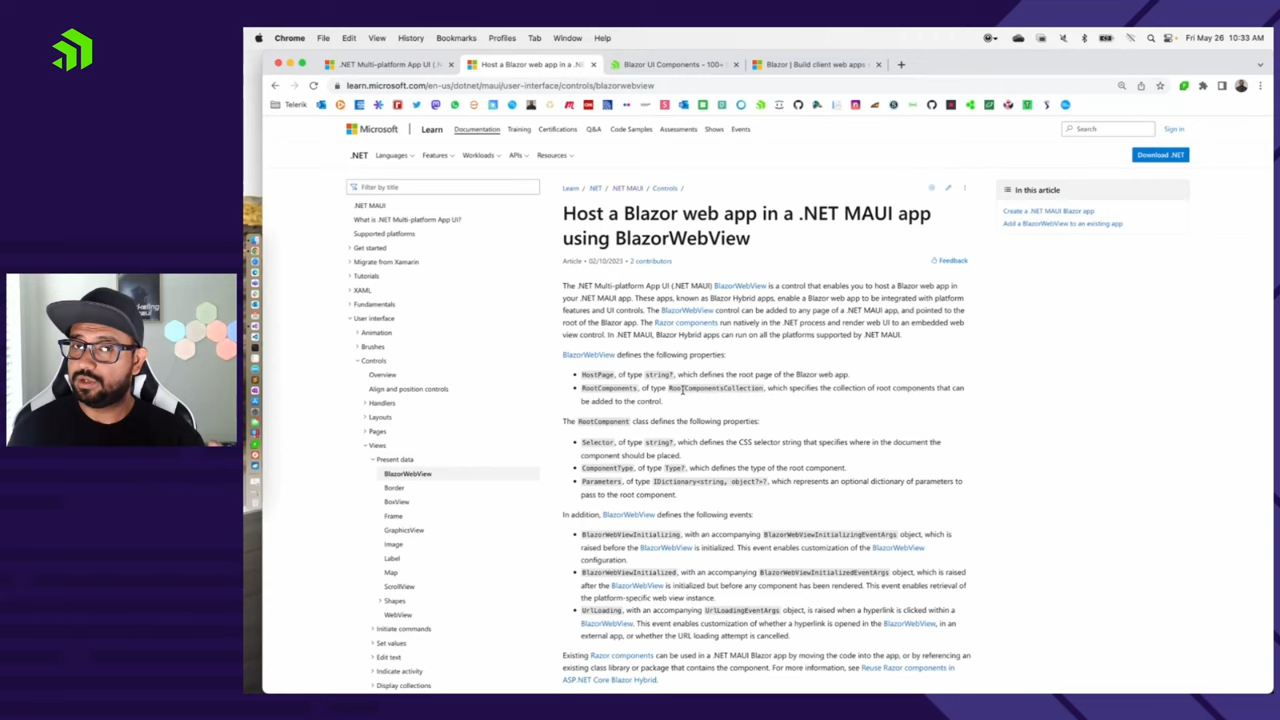 Chrome File Edit View History Bookmarks Profiles Tab Window Help Fri May 26 10:33 AM
.NET Multi-platform App UI (.N Host a Blazor web app in a .NE Blazor UI Components - 100+ Blazor | Build client web apps
learn.microsoft.com/en-us/dotnet/maui/user-interface/controls/blazorwebview
Telerik
Microsoft Learn Documentation Training Certifications Q&A Code Samples Assessments Shows Events Search Sign in
.NET Languages Features Workloads APIs Resources Download .NET
Filter by title
.NET MAUI
What is .NET Multi-platform App UI?
Supported platforms
Get started
Migrate from Xamarin
Tutorials
XAML
Fundamentals
User interface
Animation
Brushes
Controls
Overview
Align and position controls
Handlers
Layouts
Pages
Views
Present data
BlazorWebView
Border
BoxView
Frame
GraphicsView
Image
Label
Map
ScrollView
Shapes
WebView
Initiate commands
Set values
Edit text
Indicate activity
Display collections
Learn / .NET / .NET MAUI / Controls /
Host a Blazor web app in a .NET MAUI app
using BlazorWebView
Article • 02/10/2023 • 2 contributors Feedback
The .NET Multi-platform App UI (.NET MAUI) BlazorWebView is a control that enables you to host a Blazor web app in
your .NET MAUI app. These apps, known as Blazor Hybrid apps, enable a Blazor web app to be integrated with platform
features and UI controls. The BlazorWebView control can be added to any page of a .NET MAUI app, and pointed to the
root of the Blazor app. The Razor components run natively in the .NET process and render web UI to an embedded web
view control. In .NET MAUI, Blazor Hybrid apps can run on all the platforms supported by .NET MAUI.
BlazorWebView defines the following properties:
• HostPage, of type string?, which defines the root page of the Blazor web app.
• RootComponents, of type RootComponentsCollection, which specifies the collection of root components that can
be added to the control.
The RootComponent class defines the following properties:
• Selector, of type string?, which defines the CSS selector string that specifies where in the document the
component should be placed.
• ComponentType, of type Type?, which defines the type of the root component.
• Parameters, of type IDictionary<string, object?>?, which represents an optional dictionary of parameters to
pass to the root component.
In addition, BlazorWebView defines the following events:
• BlazorWebViewInitializing, with an accompanying BlazorWebViewInitializingEventArgs object, which is
raised before the BlazorWebView is initialized. This event enables customization of the BlazorWebView
configuration.
• BlazorWebViewInitialized, with an accompanying BlazorWebViewInitializedEventArgs object, which is raised
after the BlazorWebView is initialized but before any component has been rendered. This event enables retrieval of
the platform-specific web view instance.
• UrlLoading, with an accompanying UrlLoadingEventArgs object, is raised when a hyperlink is clicked within a
BlazorWebView. This event enables customization of whether a hyperlink is opened in the BlazorWebView, in an
external app, or whether the URL loading attempt is cancelled.
Existing Razor components can be used in a .NET MAUI Blazor app by moving the code into the app, or by referencing an
existing class library or package that contains the component. For more information, see Reuse Razor components in
ASP.NET Core Blazor Hybrid.
In this article
Create a .NET MAUI Blazor app
Add a BlazorWebView to an existing app